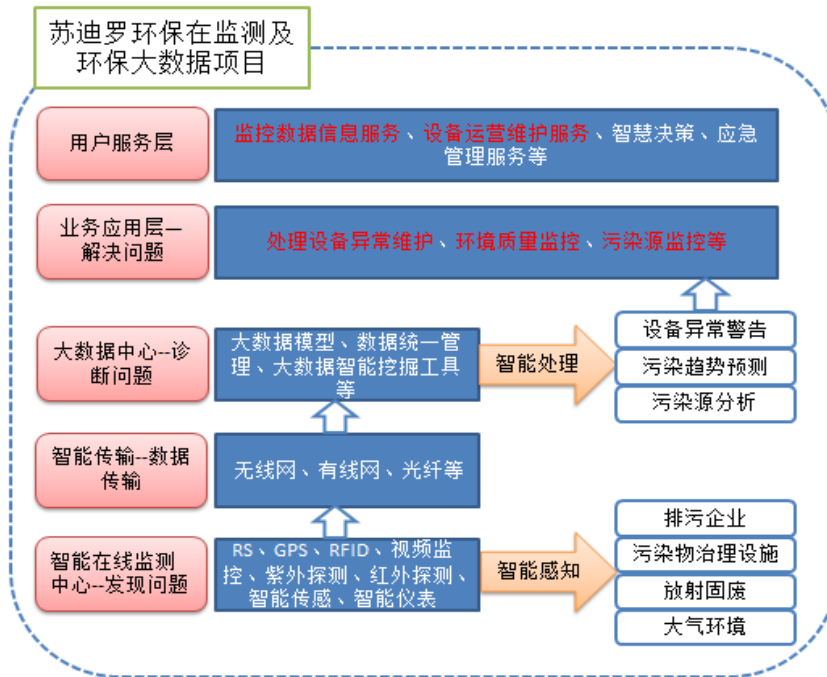 苏迪罗环保在监测及
环保大数据项目
用户服务层
监控数据信息服务、设备运营维护服务、智慧决策、应急
管理服务等
业务应用层—
解决问题
处理设备异常维护、环境质量监控、污染源监控等
大数据中心--诊
断问题
大数据模型、数据统一管
理、大数据智能挖掘工具
等
智能处理
设备异常警告
污染趋势预测
污染源分析
智能传输--数据
传输
无线网、有线网、光纤等
智能在线监测
中心--发现问题
RS、GPS、RFID、视频监
控、紫外探测、红外探测、
智能传感、智能仪表
智能感知
排污企业
污染物治理设施
放射固废
大气环境